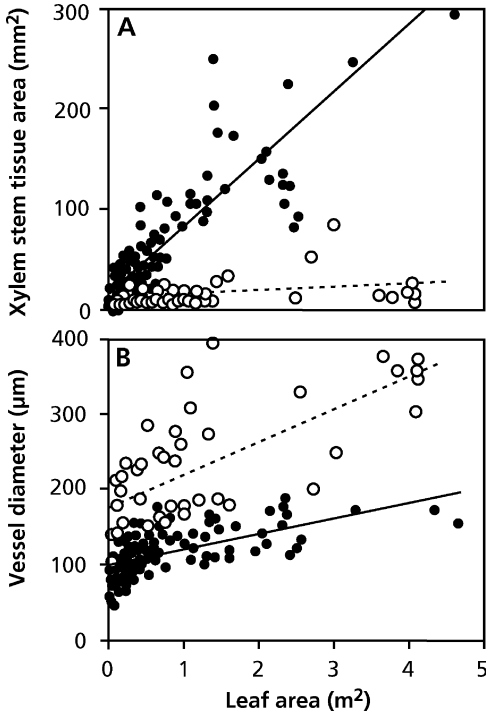 A
Xylem stem tissue area (mm²)
300
200
100
0
B
Vessel diameter (µm)
400
300
200
100
0
0 1 2 3 4 5
Leaf area (m²)